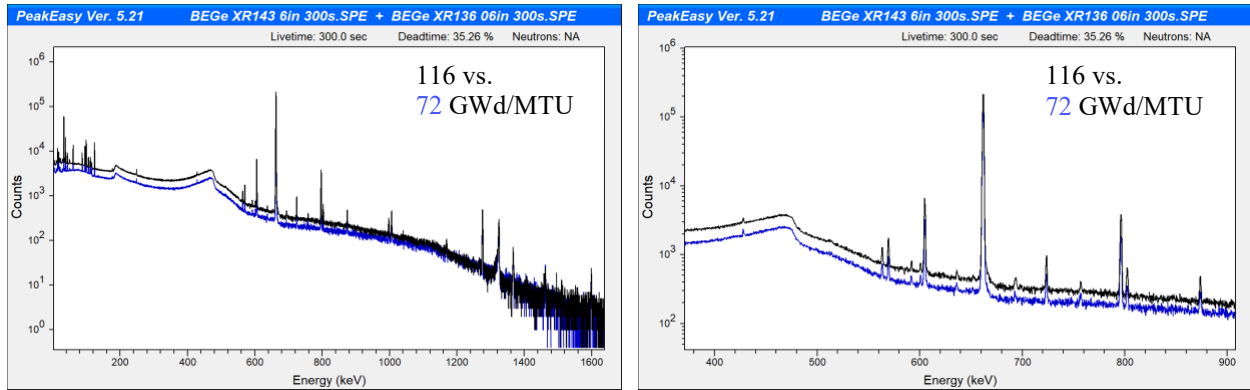 PeakEasy Ver. 5.21 BEGe XR143 6in 300s.SPE + BEGe XR136 06in 300s.SPE
Livetime: 300.0 sec Deadtime: 35.26 % Neutrons: NA
116 vs.
72 GWd/MTU
10^6
10^5
10^4
10^3
10^2
10^1
10^0
Counts
200 400 600 800 1000 1200 1400 1600
Energy (keV)
PeakEasy Ver. 5.21 BEGe XR143 6in 300s.SPE + BEGe XR136 06in 300s.SPE
Livetime: 300.0 sec Deadtime: 35.26 % Neutrons: NA
116 vs.
72 GWd/MTU
10^6
10^5
10^4
10^3
10^2
Counts
400 500 600 700 800 900
Energy (keV)